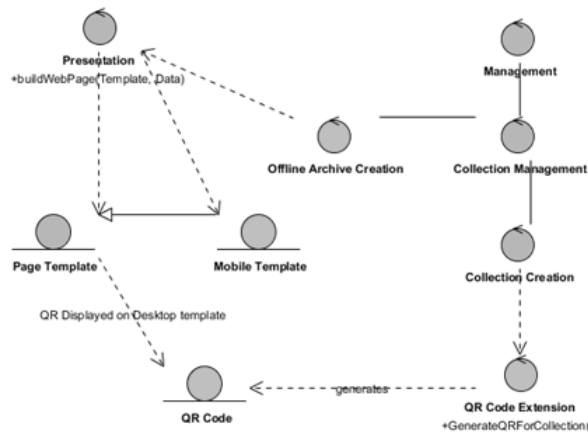 Presentation
+buildWebPage(Template, Data)
Management
Offline Archive Creation
Collection Management
Page Template
Mobile Template
Collection Creation
QR Displayed on Desktop template
QR Code
generates
QR Code Extension
+GenerateQRForCollection()